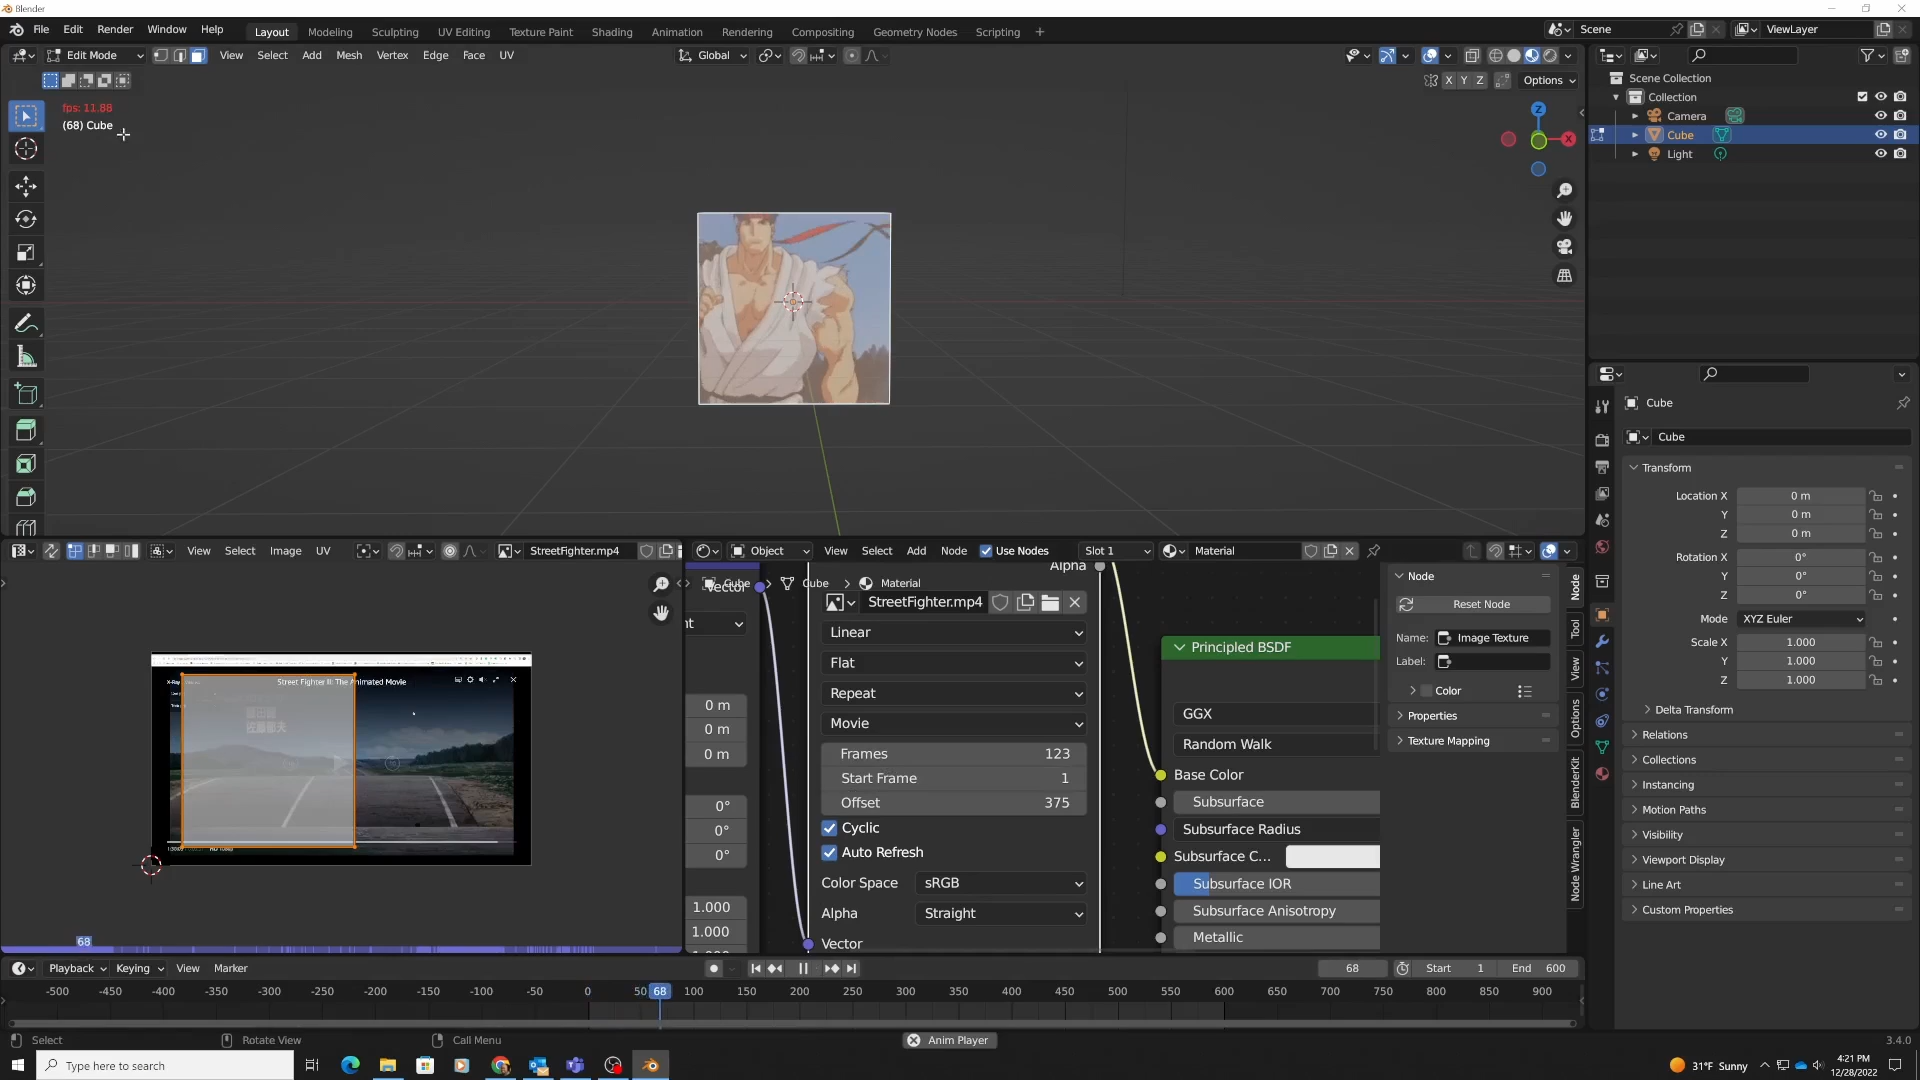 Blender
File Edit Render Window Help Layout Modeling Sculpting UV Editing Texture Paint Shading Animation Rendering Compositing Geometry Nodes Scripting + Scene ViewLayer
Edit Mode View Select Add Mesh Vertex Edge Face UV Global
X Y Z Options
fps: 11.86
(68) Cube
Z
X
Scene Collection
Collection
Camera
Cube
Light
Cube
Cube
Transform
Location X 0 m
Y 0 m
Z 0 m
Rotation X 0°
Y 0°
Z 0°
Mode XYZ Euler
Scale X 1.000
Y 1.000
Z 1.000
Delta Transform
Relations
Collections
Instancing
Motion Paths
Visibility
Viewport Display
Line Art
Custom Properties
View Select Image UV StreetFighter.mp4
X-Ray Street Fighter II: The Animated Movie
68
Object View Select Add Node Use Nodes Slot 1 Material
Alpha
Cube Cube Material
Vector
StreetFighter.mp4
Linear
Flat
Repeat
Movie
Frames 123
Start Frame 1
Offset 375
Cyclic
Auto Refresh
Color Space sRGB
Alpha Straight
Vector
0 m
0 m
0 m
0°
0°
0°
1.000
1.000
Principled BSDF
GGX
Random Walk
Base Color
Subsurface
Subsurface Radius
Subsurface C...
Subsurface IOR
Subsurface Anisotropy
Metallic
Node
Reset Node
Name: Image Texture
Label:
Color
Properties
Texture Mapping
Node
Tool
View
Options
BlenderKit
Node Wrangler
Playback Keying View Marker 68 Start 1 End 600
-500 -450 -400 -350 -300 -250 -200 -150 -100 -50 0 50 68 100 150 200 250 300 350 400 450 500 550 600 650 700 750 800 850 900
Select Rotate View Call Menu Anim Player 3.4.0
Type here to search 31°F Sunny 4:21 PM
12/28/2022